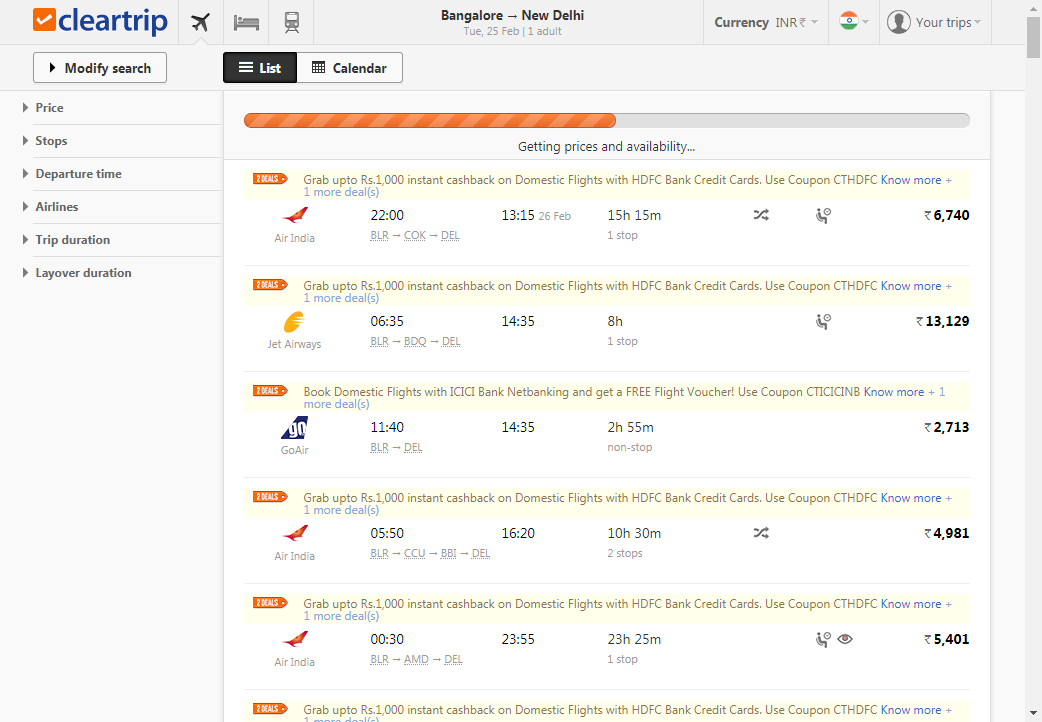 cleartrip
Bangalore → New Delhi
Tue, 25 Feb | 1 adult
Currency INR ₹
Your trips
Modify search
List
Calendar
Price
Stops
Departure time
Airlines
Trip duration
Layover duration
Getting prices and availability...
2 DEALS
Grab upto Rs.1,000 instant cashback on Domestic Flights with HDFC Bank Credit Cards. Use Coupon CTHDFC Know more +
1 more deal(s)
22:00 13:15 26 Feb 15h 15m ₹ 6,740
Air India BLR → COK → DEL 1 stop
2 DEALS
Grab upto Rs.1,000 instant cashback on Domestic Flights with HDFC Bank Credit Cards. Use Coupon CTHDFC Know more +
1 more deal(s)
06:35 14:35 8h ₹ 13,129
Jet Airways BLR → BDQ → DEL 1 stop
2 DEALS
Book Domestic Flights with ICICI Bank Netbanking and get a FREE Flight Voucher! Use Coupon CTICICINB Know more + 1
more deal(s)
go 11:40 14:35 2h 55m ₹ 2,713
GoAir BLR → DEL non-stop
2 DEALS
Grab upto Rs.1,000 instant cashback on Domestic Flights with HDFC Bank Credit Cards. Use Coupon CTHDFC Know more +
1 more deal(s)
05:50 16:20 10h 30m ₹ 4,981
Air India BLR → CCU → BBI → DEL 2 stops
2 DEALS
Grab upto Rs.1,000 instant cashback on Domestic Flights with HDFC Bank Credit Cards. Use Coupon CTHDFC Know more +
1 more deal(s)
00:30 23:55 23h 25m ₹ 5,401
Air India BLR → AMD → DEL 1 stop
2 DEALS
Grab upto Rs.1,000 instant cashback on Domestic Flights with HDFC Bank Credit Cards. Use Coupon CTHDFC Know more +
1 more deal(s)